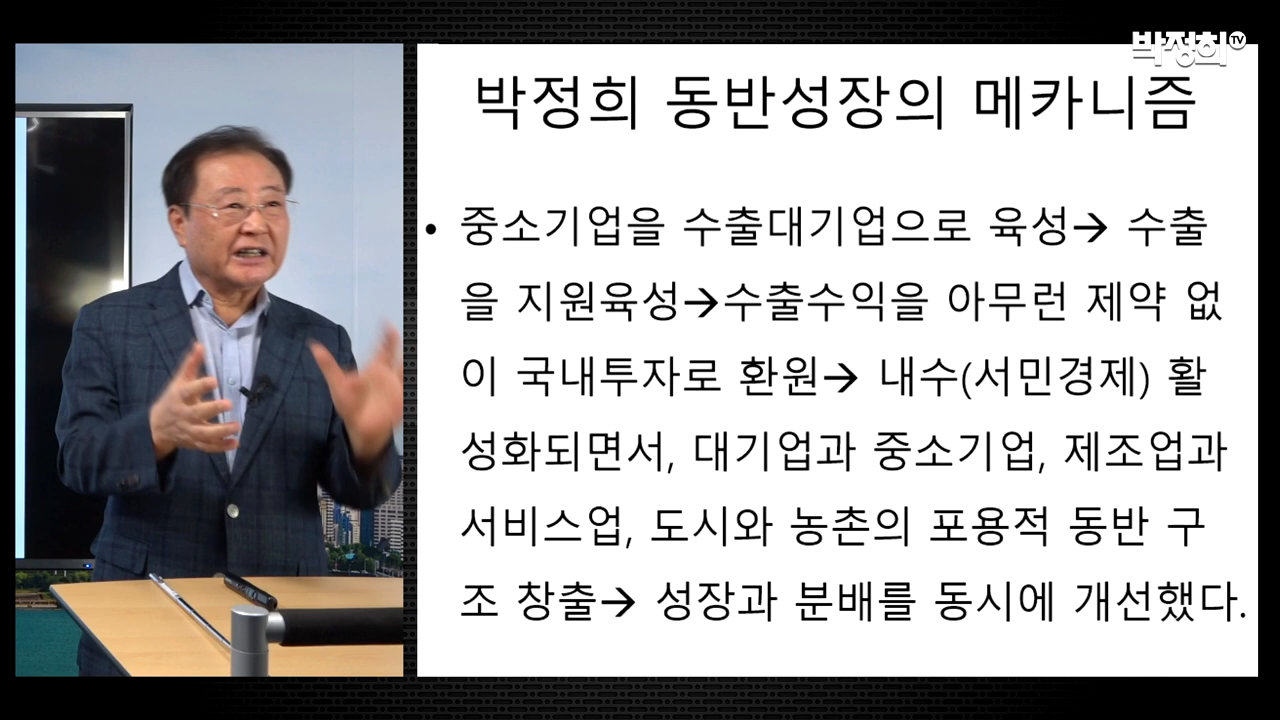 박정희TV
박정희 동반성장의 메카니즘
• 중소기업을 수출대기업으로 육성→ 수출
을 지원육성→수출수익을 아무런 제약 없
이 국내투자로 환원→ 내수(서민경제) 활
성화되면서, 대기업과 중소기업, 제조업과
서비스업, 도시와 농촌의 포용적 동반 구
조 창출→ 성장과 분배를 동시에 개선했다.